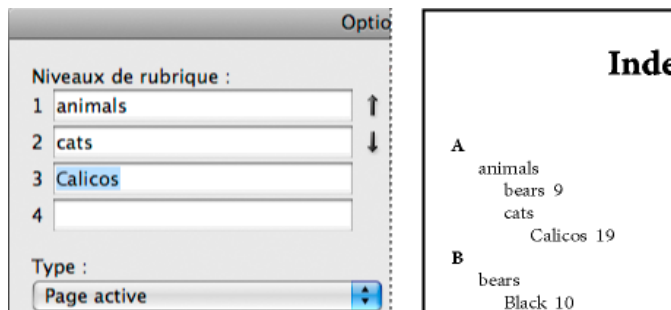 Optio
Niveaux de rubrique :
1 animals
2 cats
3 Calicos
4
Type :
Page active
Inde
A
animals
bears 9
cats
Calicos 19
B
bears
Black 10